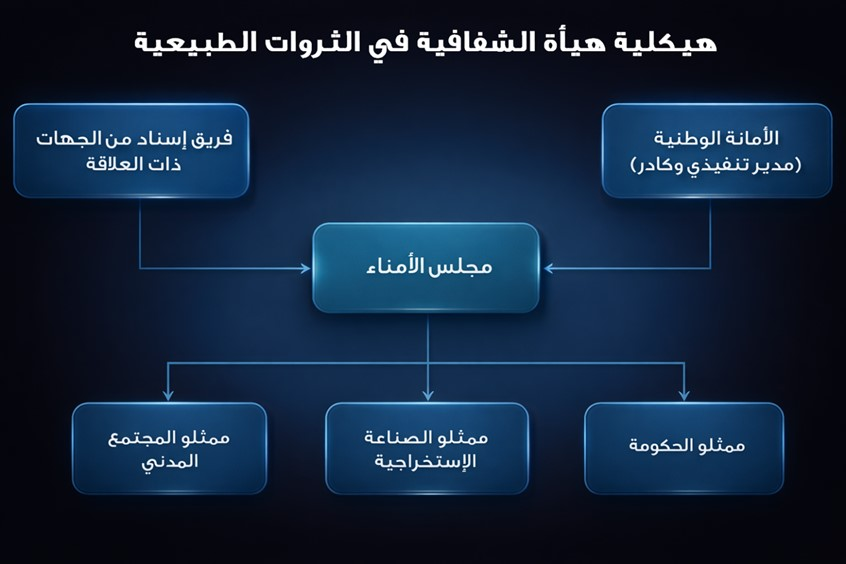 هيكلية هيأة الشفافية في الثروات الطبيعية
الأمانة الوطنية
(مدير تنفيذي وكادر)
فريق إسناد من الجهات
ذات العلاقة
مجلس الأمناء
ممثلو الحكومة
ممثلو الصناعة
الإستخراجية
ممثلو المجتمع
المدني